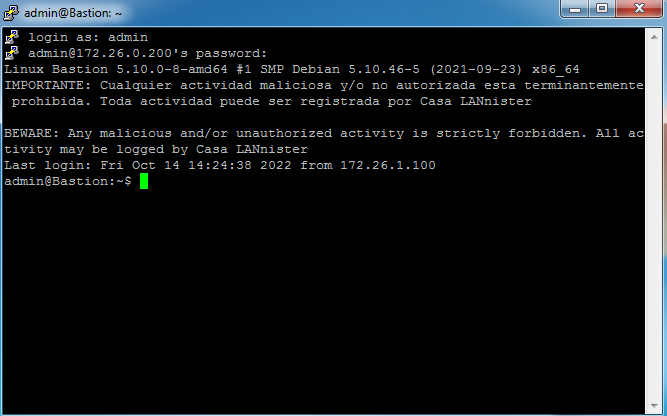 admin@Bastion: ~
login as: admin
admin@172.26.0.200's password:
Linux Bastion 5.10.0-8-amd64 #1 SMP Debian 5.10.46-5 (2021-09-23) x86_64
IMPORTANTE: Cualquier actividad maliciosa y/o no autorizada esta terminantemente
prohibida. Toda actividad puede ser registrada por Casa LANnister
BEWARE: Any malicious and/or unauthorized activity is strictly forbidden. All ac
tivity may be logged by Casa LANnister
Last login: Fri Oct 14 14:24:38 2022 from 172.26.1.100
admin@Bastion:~$